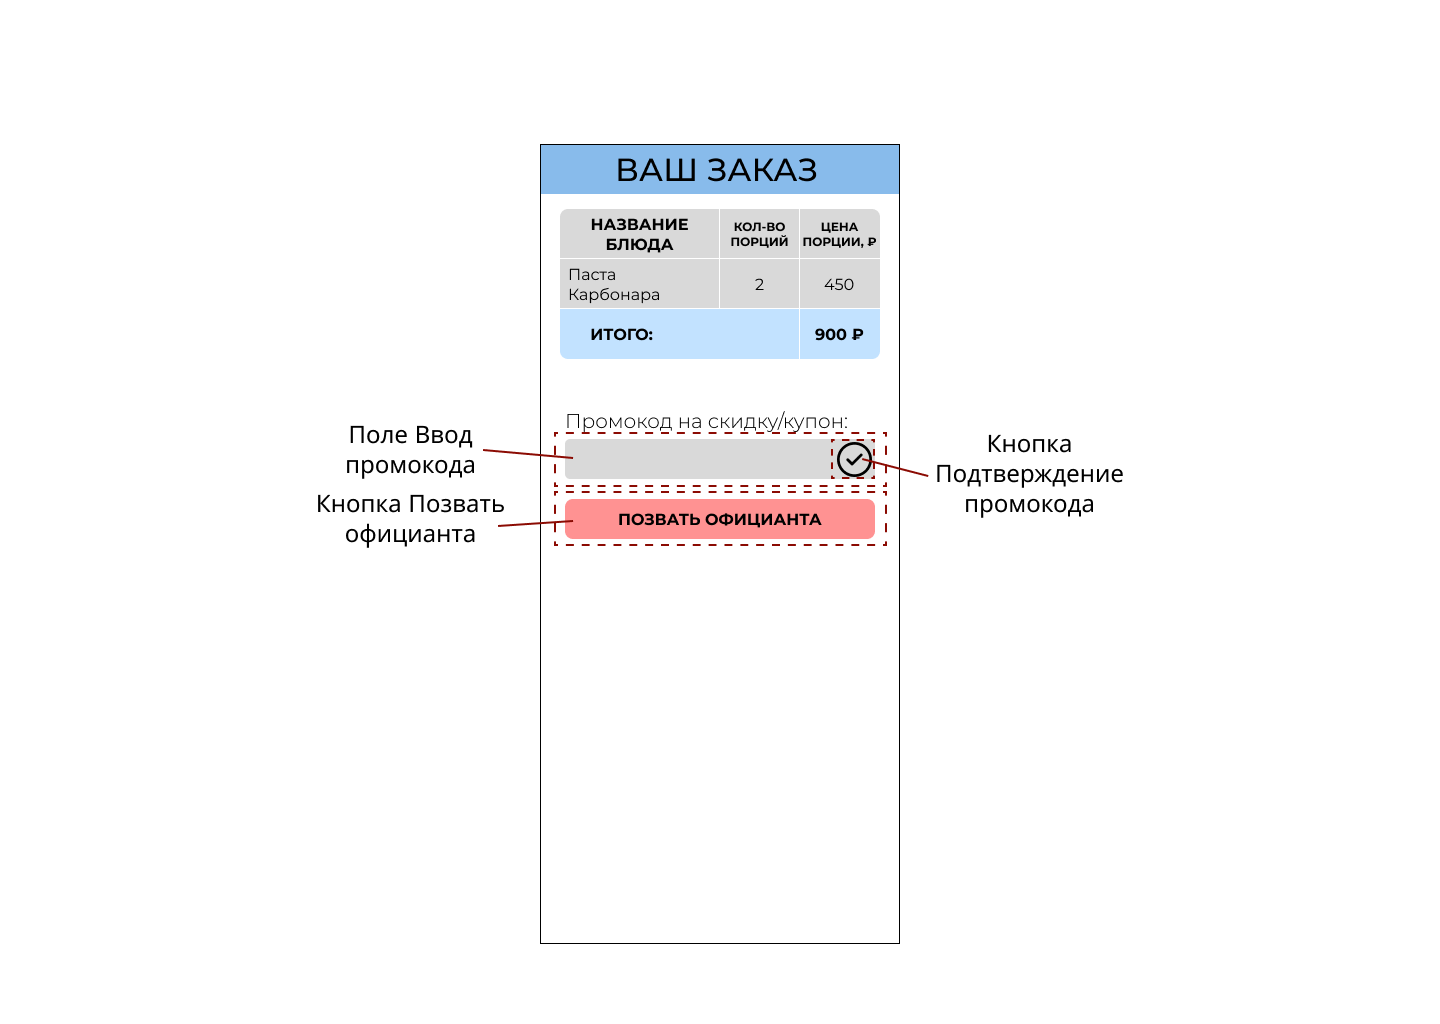 ВАШ ЗАКАЗ
НАЗВАНИЕ
БЛЮДА
КОЛ-ВО
ПОРЦИЙ
ЦЕНА
ПОРЦИИ, ₽
Паста
Карбонара
2
450
ИТОГО:
900 ₽
Промокод на скидку/купон:
Поле Ввод
промокода
Кнопка
Подтверждение
промокода
Кнопка Позвать
официанта
ПОЗВАТЬ ОФИЦИАНТА